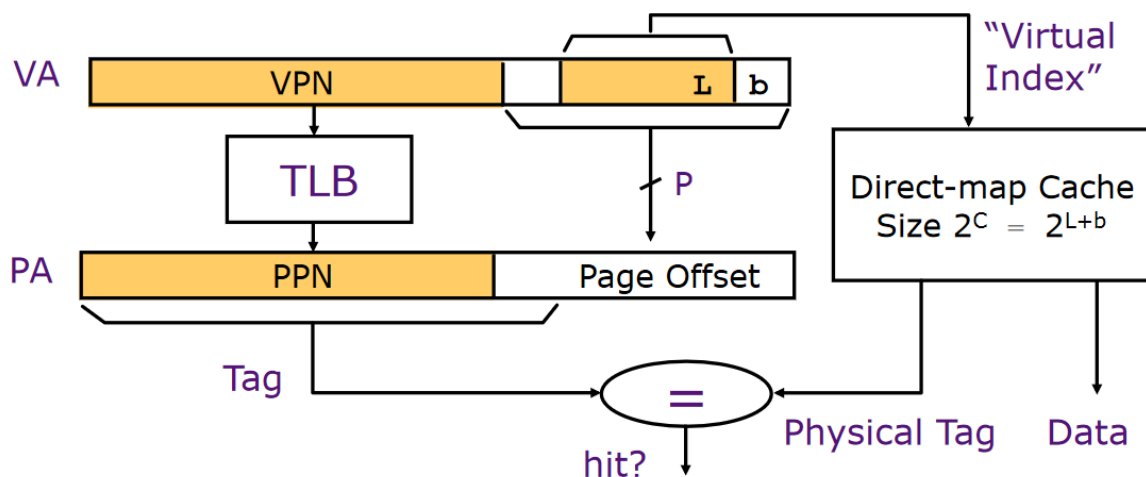 VA
VPN
L
b
“Virtual
Index”
TLB
P
Direct-map Cache
Size 2^C = 2^{L+b}
PA
PPN
Page Offset
Tag
=
Physical Tag
Data
hit?